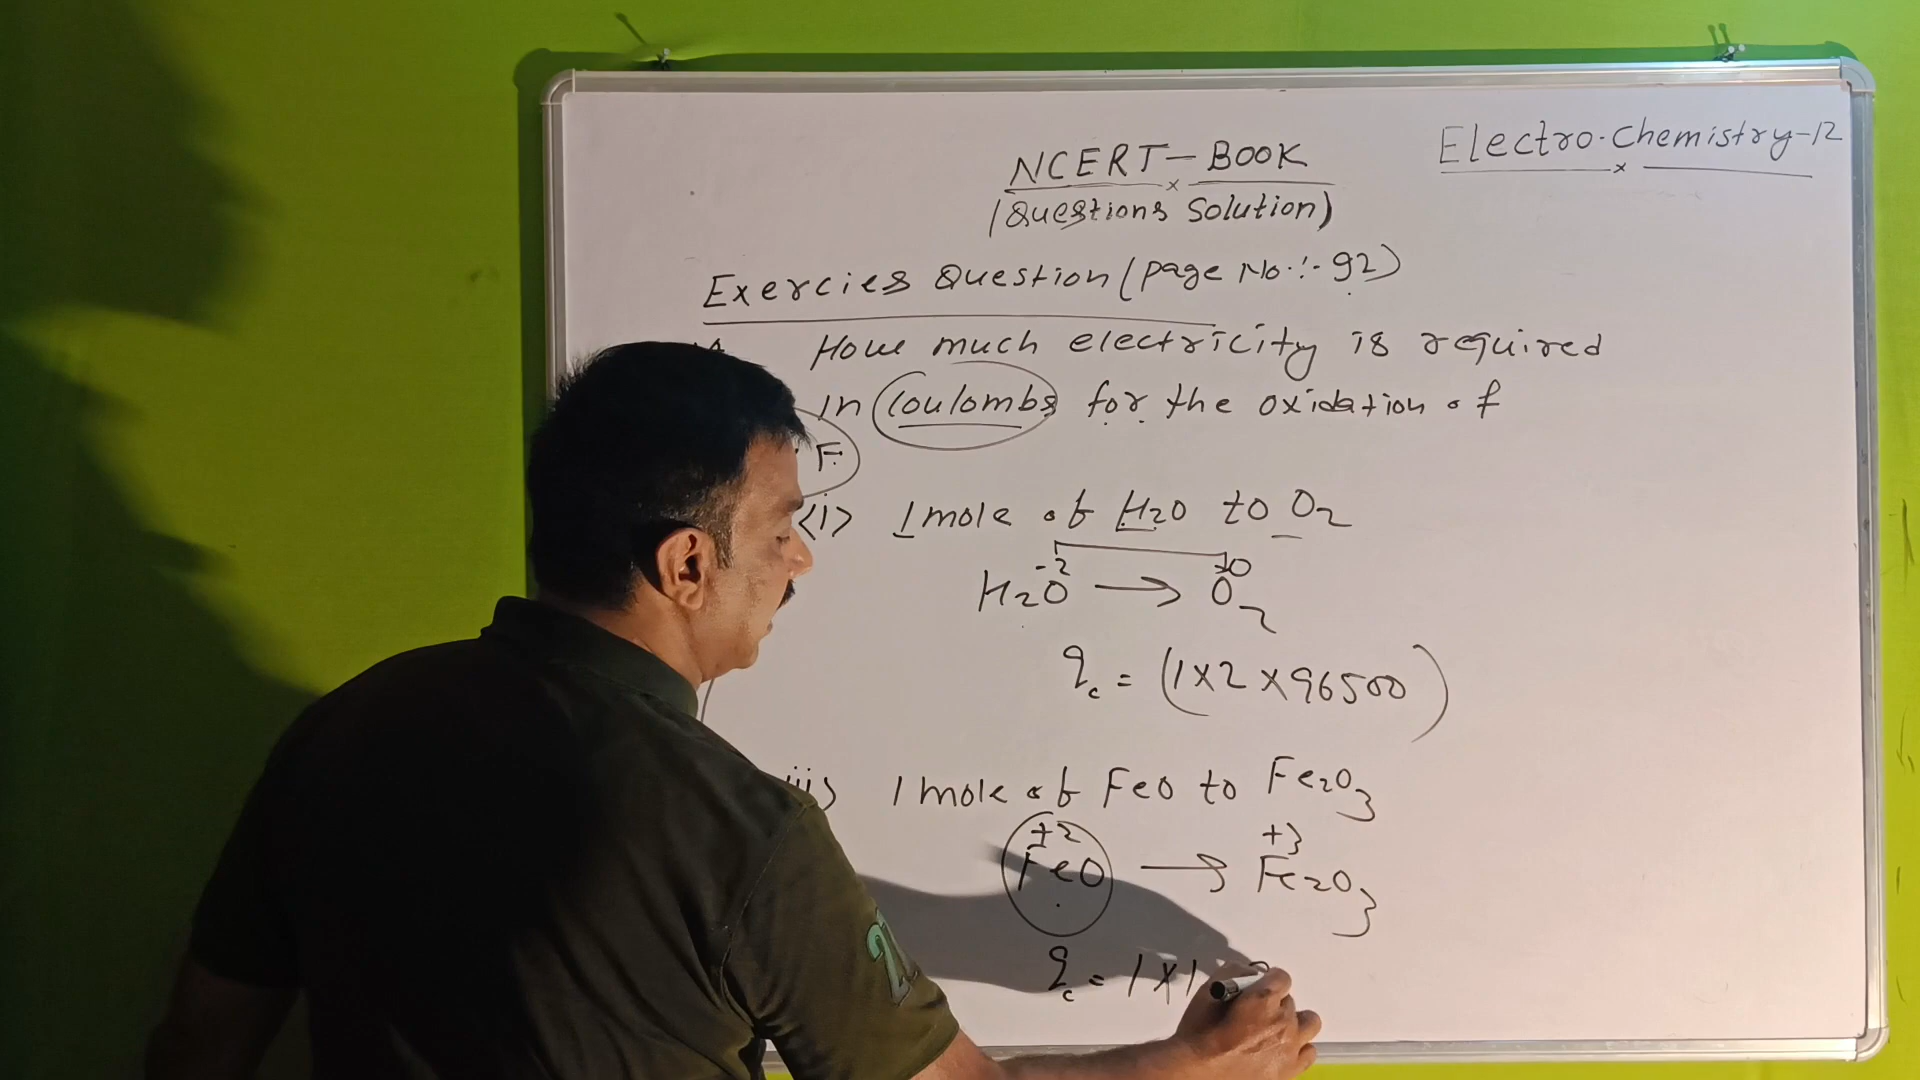 Electro-Chemistry-12
NCERT-BOOK
(Questions Solution)
Exercies Question (page No.:-92)
How much electricity is required
in Coulombs for the oxidation of
F
(i) 1 mole of H2O to O2
-2 +0
H2O → O2
qc = (1×2×96500)
ii) 1 mole of FeO to Fe2O3
+2 +3
FeO → Fe2O3
qc = 1×1